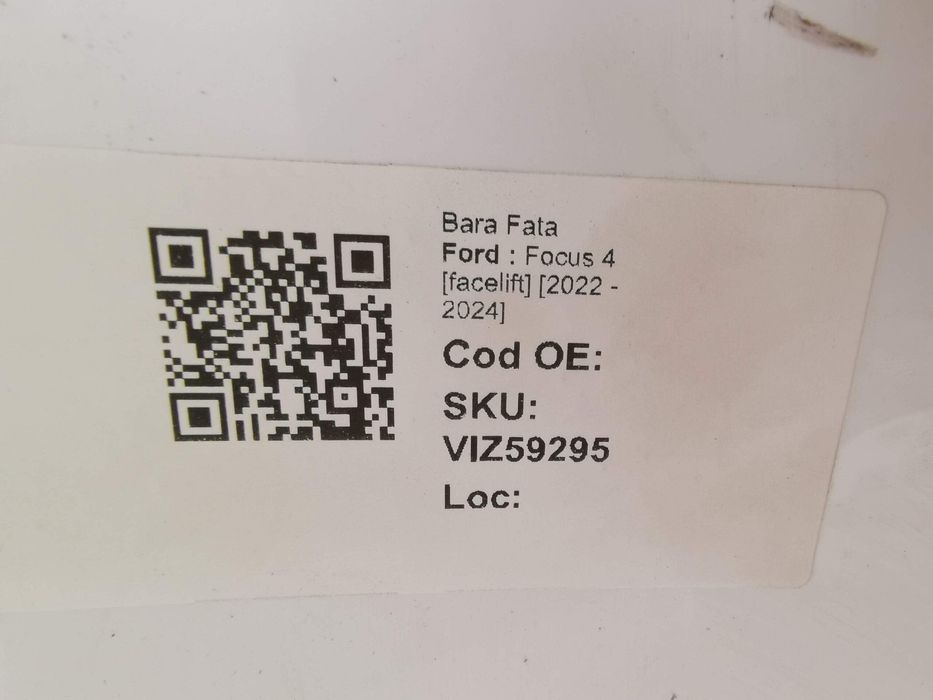 Bara Fata
Ford : Focus 4
[facelift] [2022 -
2024]
Cod OE:
SKU:
VIZ59295
Loc: